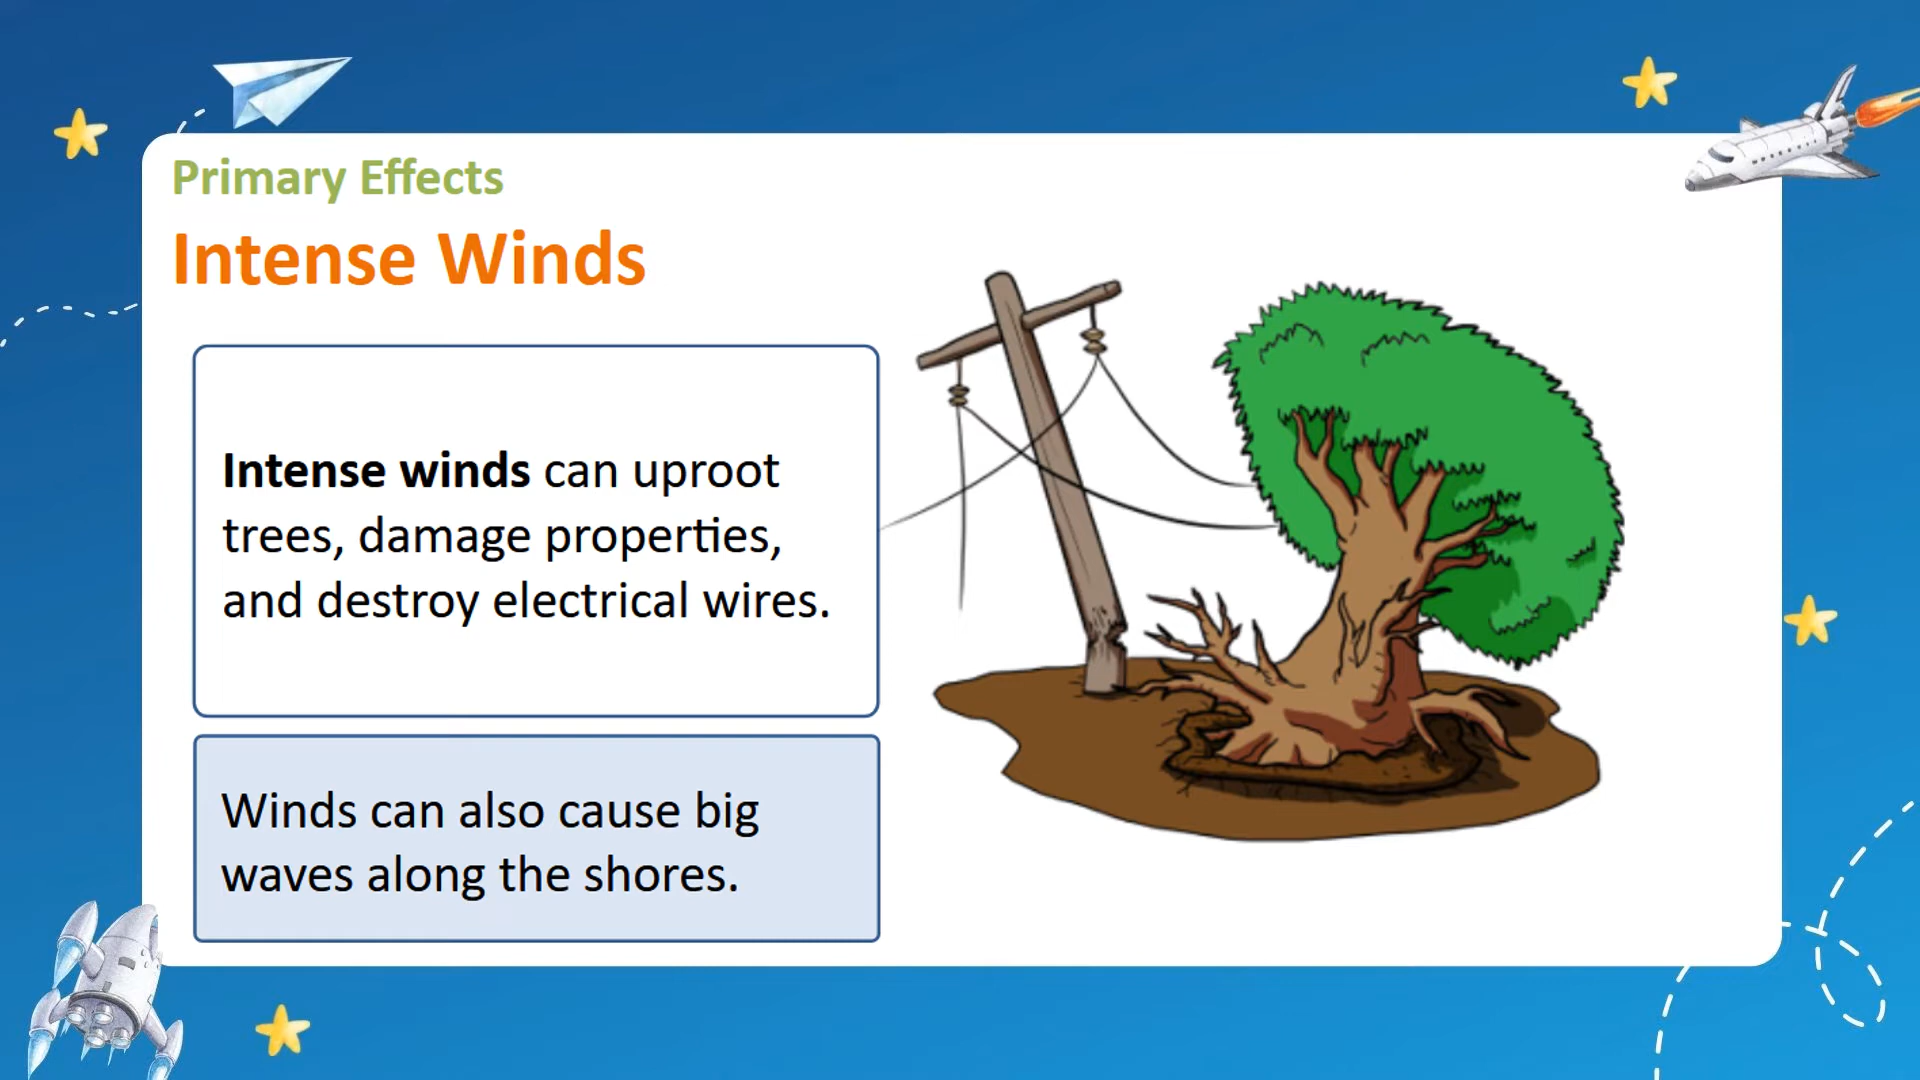 Primary Effects
Intense Winds
Intense winds can uproot
trees, damage properties,
and destroy electrical wires.
Winds can also cause big
waves along the shores.